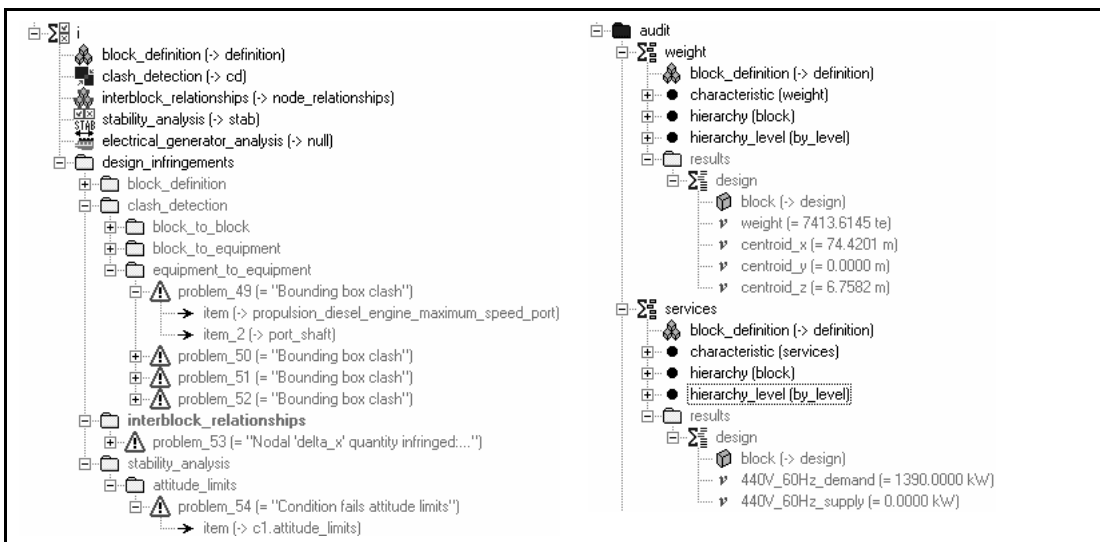 i
block_definition (-> definition)
clash_detection (-> cd)
interblock_relationships (-> node_relationships)
stability_analysis (-> stab)
STAB
electrical_generator_analysis (-> null)
design_infringements
block_definition
clash_detection
block_to_block
block_to_equipment
equipment_to_equipment
problem_49 (= "Bounding box clash")
item (-> propulsion_diesel_engine_maximum_speed_port)
item_2 (-> port_shaft)
problem_50 (= "Bounding box clash")
problem_51 (= "Bounding box clash")
problem_52 (= "Bounding box clash")
interblock_relationships
problem_53 (= "Nodal 'delta_x' quantity infringed:...")
stability_analysis
attitude_limits
problem_54 (= "Condition fails attitude limits")
item (-> c1.attitude_limits)
audit
weight
block_definition (-> definition)
characteristic (weight)
hierarchy (block)
hierarchy_level (by_level)
results
design
block (-> design)
weight (= 7413.6145 te)
centroid_x (= 74.4201 m)
centroid_y (= 0.0000 m)
centroid_z (= 6.7582 m)
services
block_definition (-> definition)
characteristic (services)
hierarchy (block)
hierarchy_level (by_level)
results
design
block (-> design)
440V_60Hz_demand (= 1390.0000 kW)
440V_60Hz_supply (= 0.0000 kW)